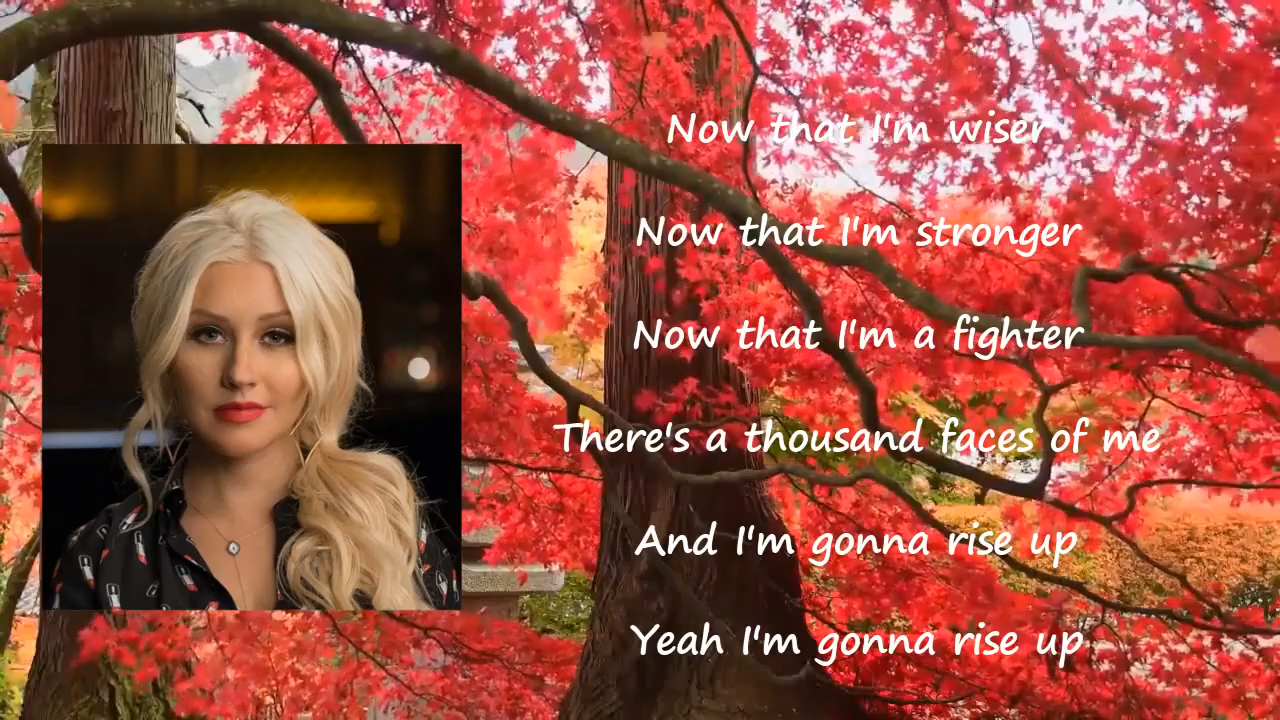 Now that I'm wiser
Now that I'm stronger
Now that I'm a fighter
There's a thousand faces of me
And I'm gonna rise up
Yeah I'm gonna rise up